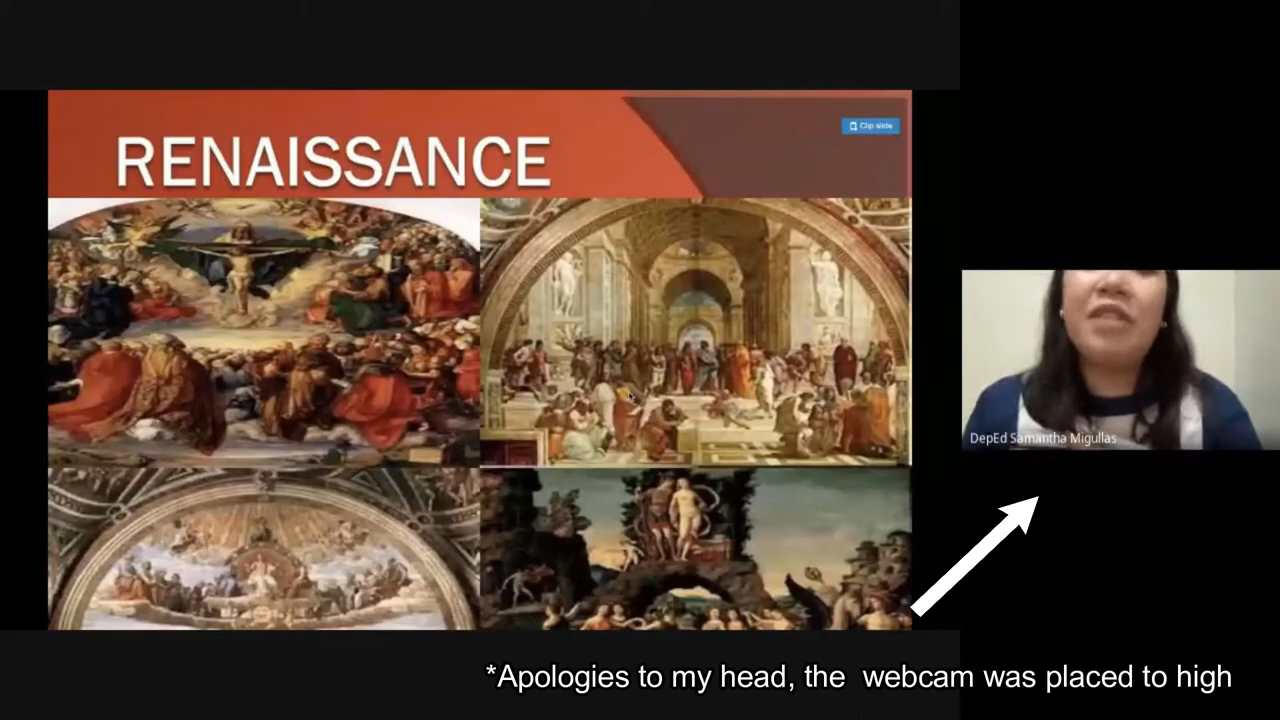 RENAISSANCE
Clip slide
DepEd Samantha Migullas
*Apologies to my head, the  webcam was placed to high